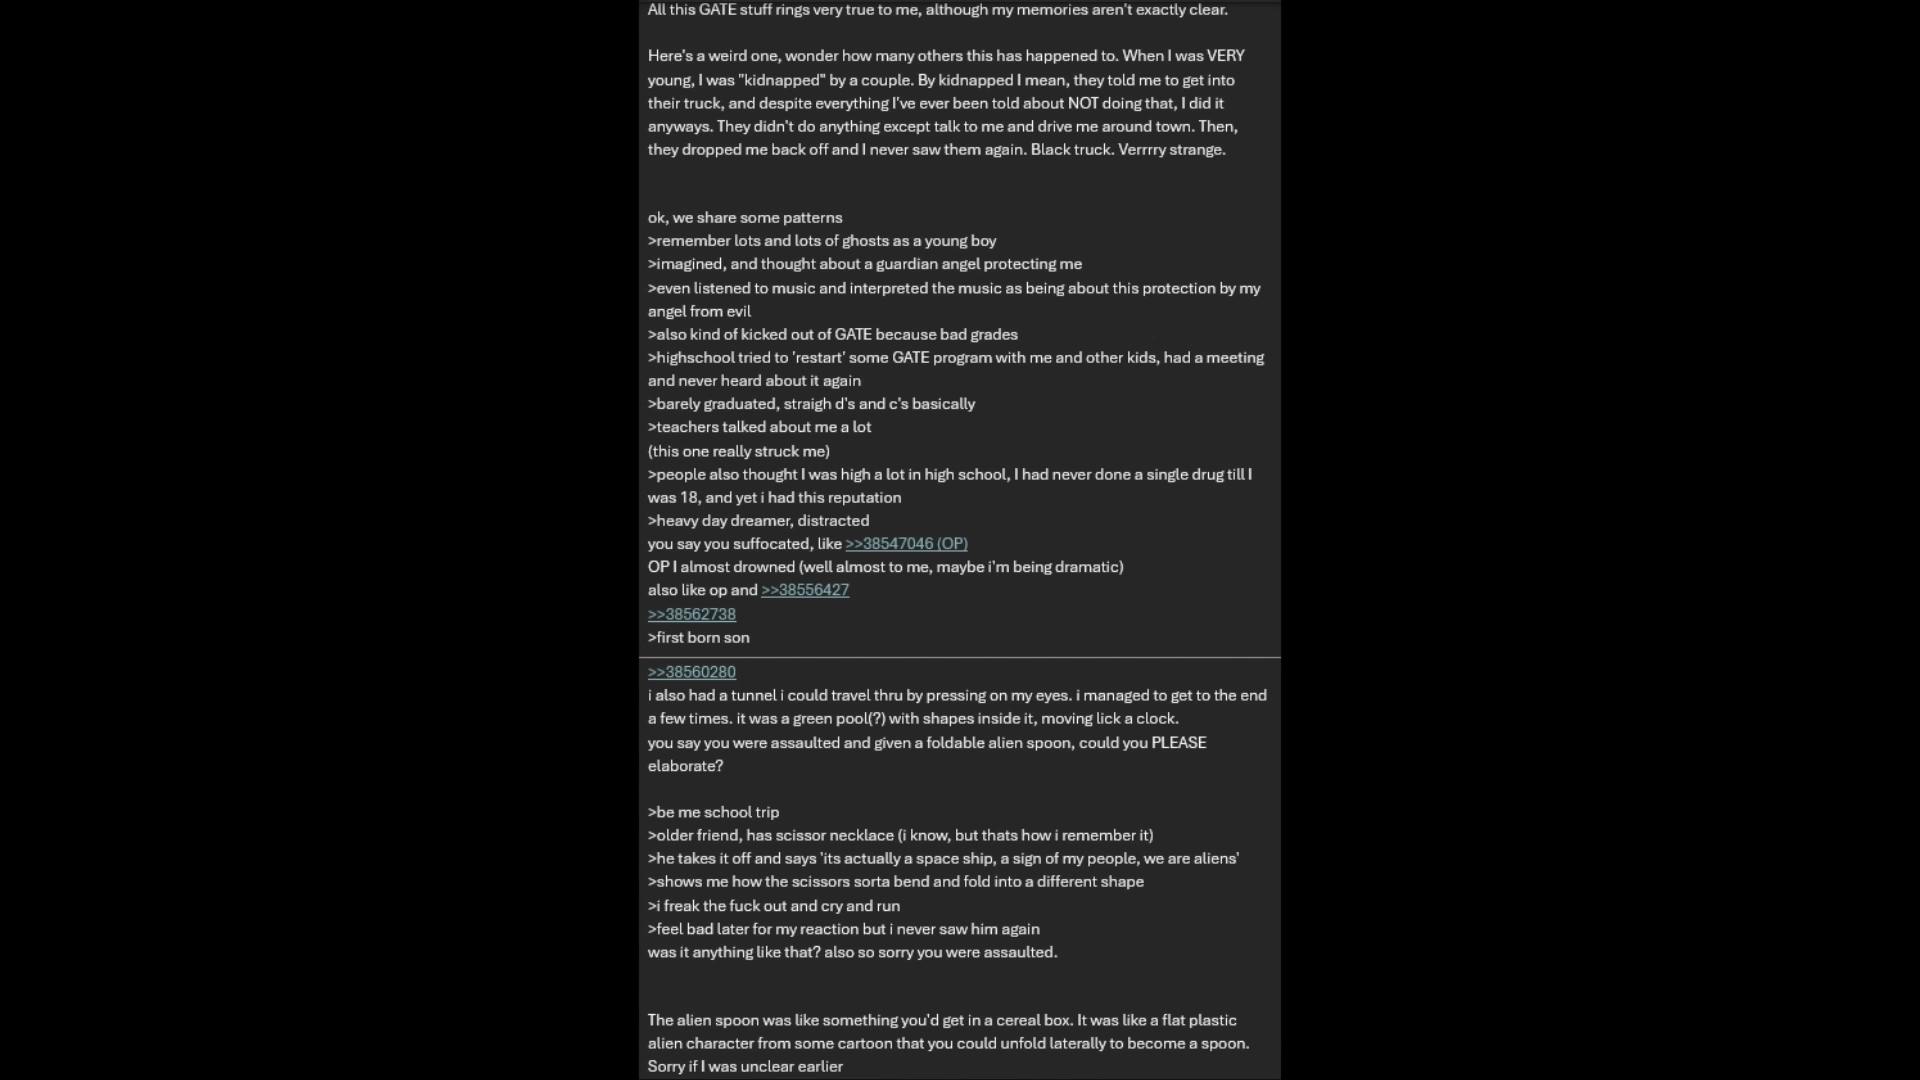 All this GATE stuff rings very true to me, although my memories aren't exactly clear.
Here's a weird one, wonder how many others this has happened to. When I was VERY
young, I was "kidnapped" by a couple. By kidnapped I mean, they told me to get into
their truck, and despite everything I've ever been told about NOT doing that, I did it
anyways. They didn't do anything except talk to me and drive me around town. Then,
they dropped me back off and I never saw them again. Black truck. Verrrry strange.
ok, we share some patterns
>remember lots and lots of ghosts as a young boy
>imagined, and thought about a guardian angel protecting me
>even listened to music and interpreted the music as being about this protection by my
angel from evil
>also kind of kicked out of GATE because bad grades
>highschool tried to 'restart' some GATE program with me and other kids, had a meeting
and never heard about it again
>barely graduated, straigh d's and c's basically
>teachers talked about me a lot
(this one really struck me)
>people also thought I was high a lot in high school, I had never done a single drug till I
was 18, and yet i had this reputation
>heavy day dreamer, distracted
you say you suffocated, like >>38547046 (OP)
OP I almost drowned (well almost to me, maybe i'm being dramatic)
also like op and >>38556427
>>38562738
>first born son
>>38560280
i also had a tunnel i could travel thru by pressing on my eyes. i managed to get to the end
a few times. it was a green pool(?) with shapes inside it, moving lick a clock.
you say you were assaulted and given a foldable alien spoon, could you PLEASE
elaborate?
>be me school trip
>older friend, has scissor necklace (i know, but thats how i remember it)
>he takes it off and says 'its actually a space ship, a sign of my people, we are aliens'
>shows me how the scissors sorta bend and fold into a different shape
>i freak the fuck out and cry and run
>feel bad later for my reaction but i never saw him again
was it anything like that? also so sorry you were assaulted.
The alien spoon was like something you'd get in a cereal box. It was like a flat plastic
alien character from some cartoon that you could unfold laterally to become a spoon.
Sorry if I was unclear earlier